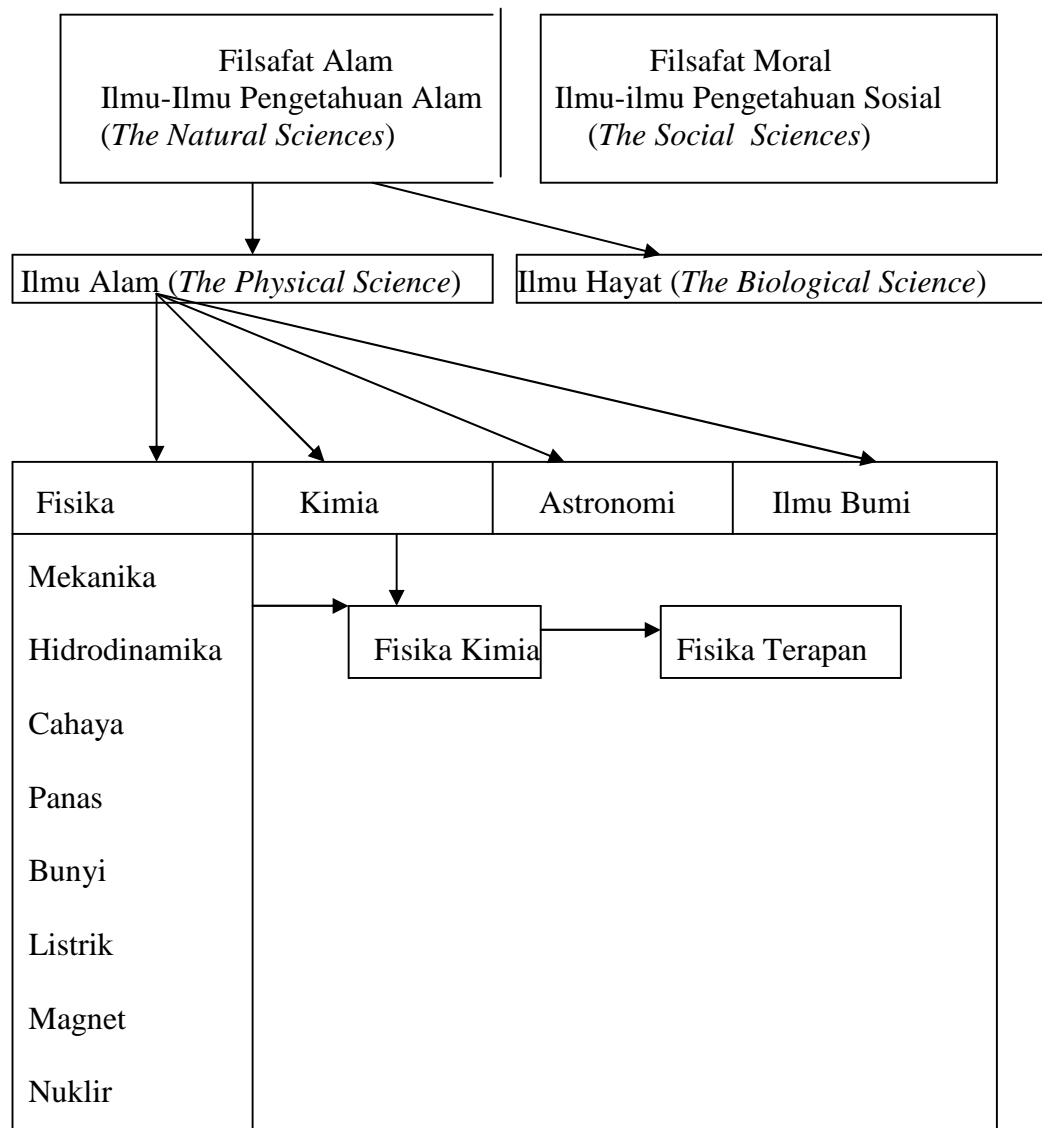 Filsafat Alam
Ilmu-Ilmu Pengetahuan Alam
(The Natural Sciences)
Filsafat Moral
Ilmu-ilmu Pengetahuan Sosial
(The Social Sciences)
Ilmu Alam (The Physical Science)
Ilmu Hayat (The Biological Science)
Fisika
Kimia
Astronomi
Ilmu Bumi
Mekanika
Hidrodinamika
Cahaya
Panas
Bunyi
Listrik
Magnet
Nuklir
Fisika Kimia
Fisika Terapan